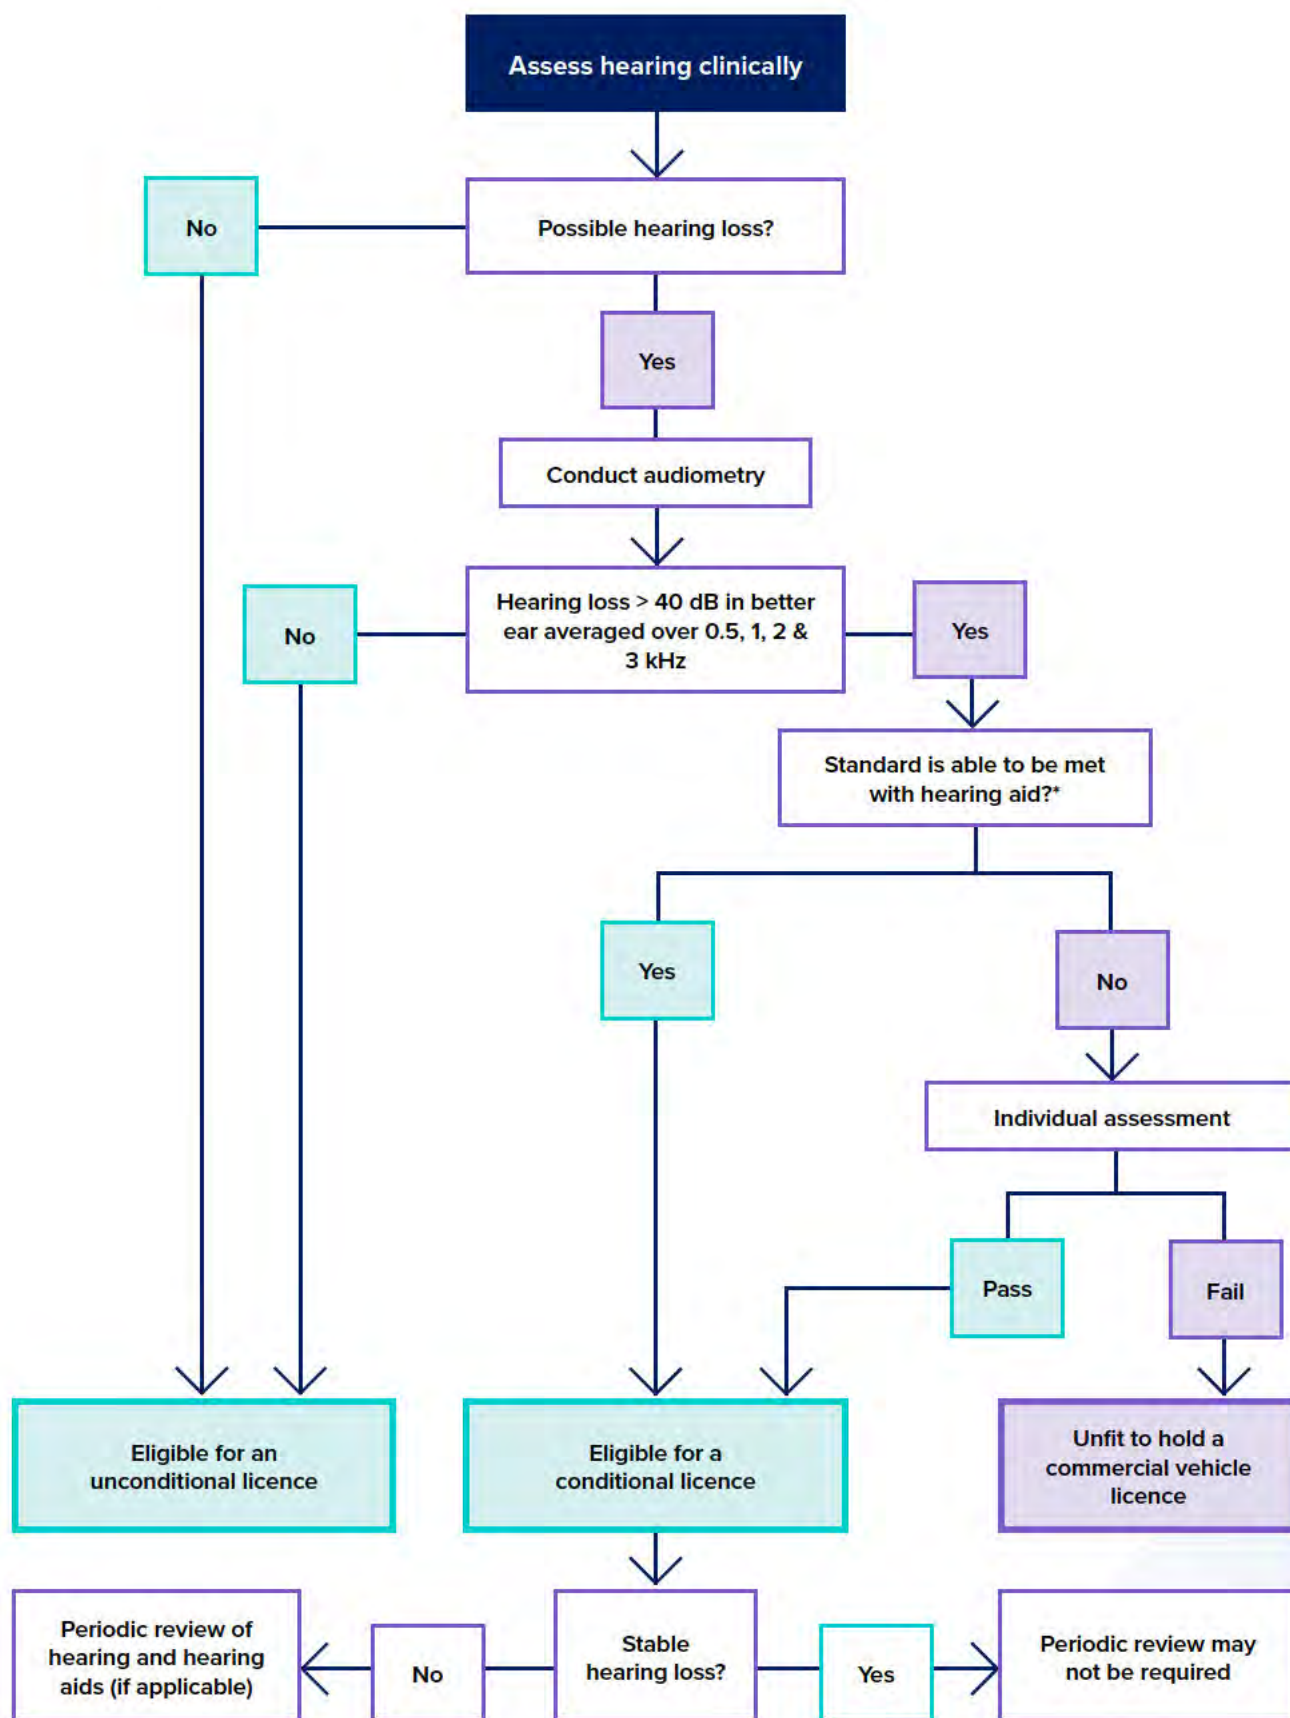 Assess hearing clinically
No
Possible hearing loss?
Yes
Conduct audiometry
No
Hearing loss > 40 dB in better
ear averaged over 0.5, 1, 2 &
3 kHz
Yes
Standard is able to be met
with hearing aid?*
Yes
No
Individual assessment
Pass
Fail
Eligible for an
unconditional licence
Eligible for a
conditional licence
Unfit to hold a
commercial vehicle
licence
Periodic review of
hearing and hearing
aids (if applicable)
No
Stable
hearing loss?
Yes
Periodic review may
not be required